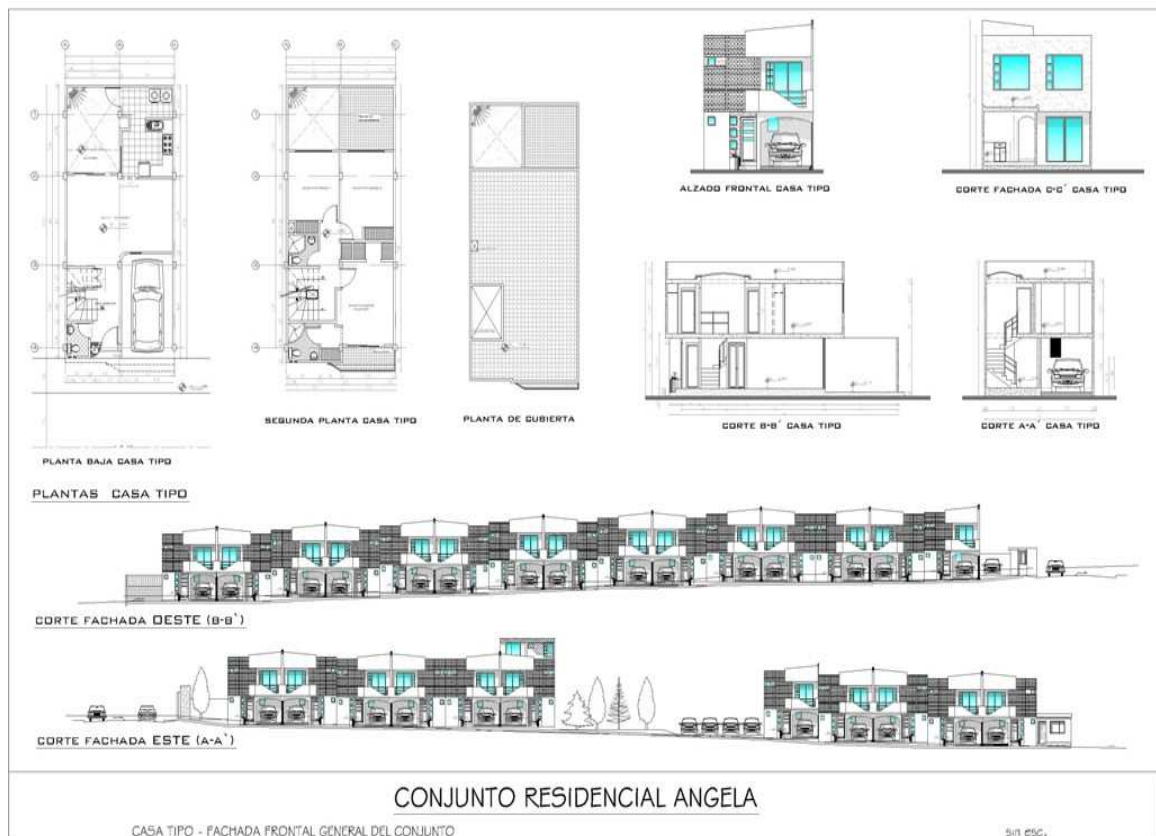 ALZADO FRONTAL CASA TIPO
CORTE FACHADA C-C` CASA TIPO
SEGUNDA PLANTA CASA TIPO
PLANTA DE CUBIERTA
CORTE B-B` CASA TIPO
CORTE A-A` CASA TIPO
PLANTA BAJA CASA TIPO
PLANTAS CASA TIPO
CORTE FACHADA OESTE (B-B`)
CORTE FACHADA ESTE (A-A`)
CONJUNTO RESIDENCIAL ANGELA
CASA TIPO - FACHADA FRONTAL GENERAL DEL CONJUNTO
sin esc.